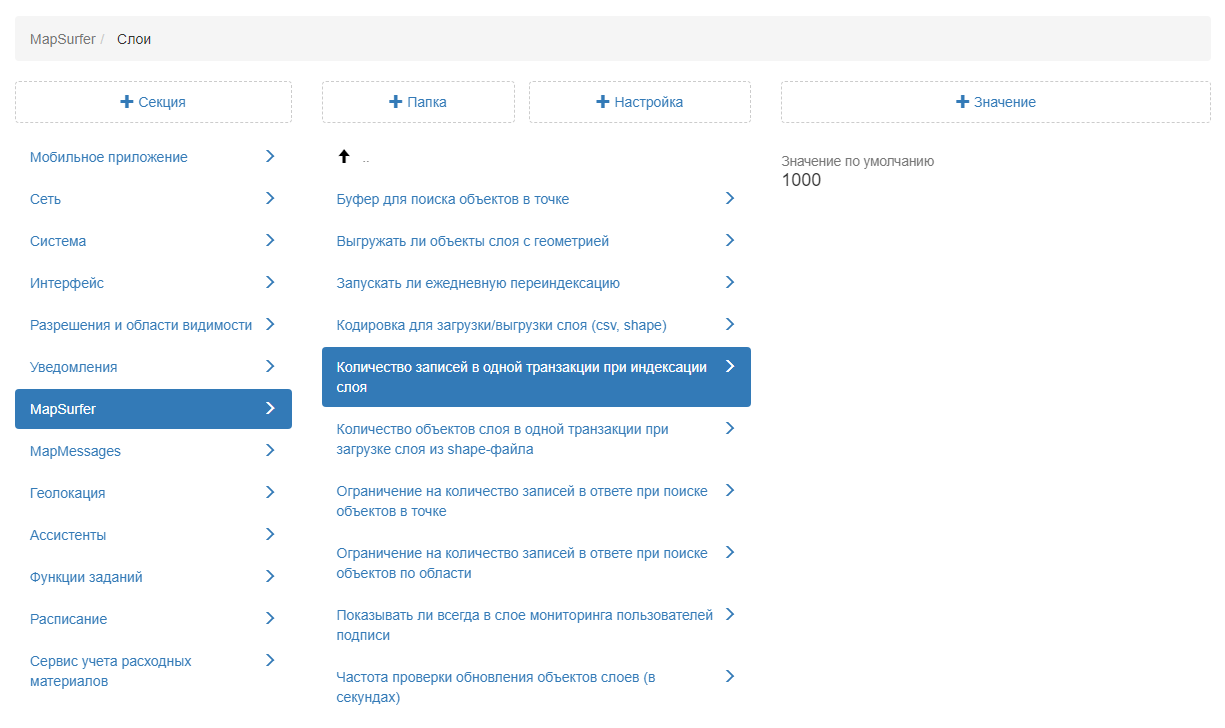 MapSurfer / Слои
Секция
Папка
Настройка
Значение
Мобильное приложение
Сеть
Система
Интерфейс
Разрешения и области видимости
Уведомления
MapSurfer
MapMessages
Геолокация
Ассистенты
Функции заданий
Расписание
Сервис учета расходных
материалов
..
Буфер для поиска объектов в точке
Выгружать ли объекты слоя с геометрией
Запускать ли ежедневную переиндексацию
Кодировка для загрузки/выгрузки слоя (csv, shape)
Количество записей в одной транзакции при индексации
слоя
Количество объектов слоя в одной транзакции при
загрузке слоя из shape-файла
Ограничение на количество записей в ответе при поиске
объектов в точке
Ограничение на количество записей в ответе при поиске
объектов по области
Показывать ли всегда в слое мониторинга пользователей
подписи
Частота проверки обновления объектов слоев (в
секундах)
Значение по умолчанию
1000